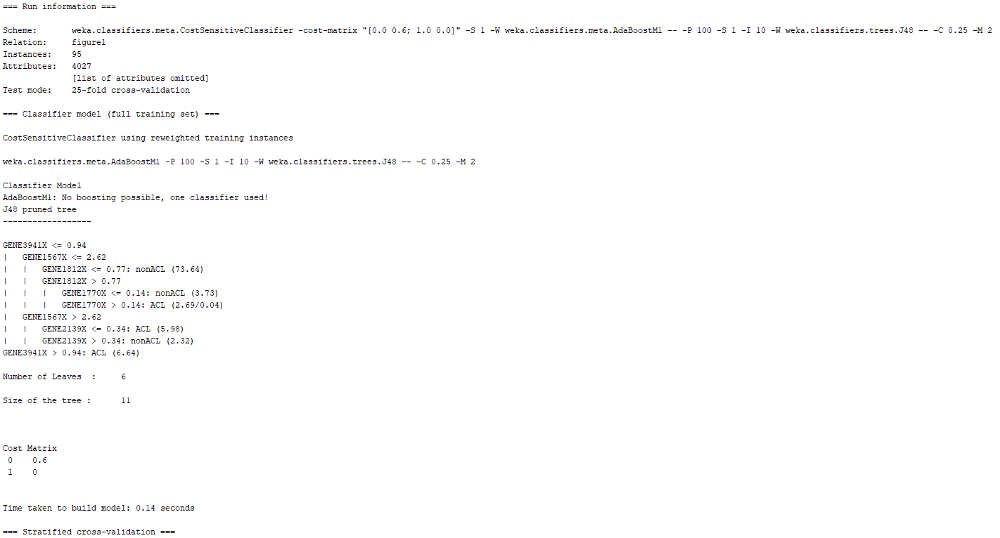 === Run information ===
Scheme:       weka.classifiers.meta.CostSensitiveClassifier -cost-matrix "[0.0 0.6; 1.0 0.0]" -S 1 -W weka.classifiers.meta.AdaBoostM1 -- -P 100 -S 1 -I 10 -W weka.classifiers.trees.J48 -- -C 0.25 -M 2
Relation:     figure1
Instances:    95
Attributes:   4027
              [list of attributes omitted]
Test mode:    25-fold cross-validation
=== Classifier model (full training set) ===
CostSensitiveClassifier using reweighted training instances
weka.classifiers.meta.AdaBoostM1 -P 100 -S 1 -I 10 -W weka.classifiers.trees.J48 -- -C 0.25 -M 2
Classifier Model
AdaBoostM1: No boosting possible, one classifier used!
J48 pruned tree
------------------
GENE3941X <= 0.94
|   GENE1567X <= 2.62
|   |   GENE1812X <= 0.77: nonACL (73.64)
|   |   GENE1812X > 0.77
|   |   |   GENE1770X <= 0.14: nonACL (3.73)
|   |   |   GENE1770X > 0.14: ACL (2.69/0.04)
|   GENE1567X > 2.62
|   |   GENE2139X <= 0.34: ACL (5.98)
|   |   GENE2139X > 0.34: nonACL (2.32)
GENE3941X > 0.94: ACL (6.64)
Number of Leaves  :     6
Size of the tree :      11
Cost Matrix
 0    0.6
 1    0
Time taken to build model: 0.14 seconds
=== Stratified cross-validation ===